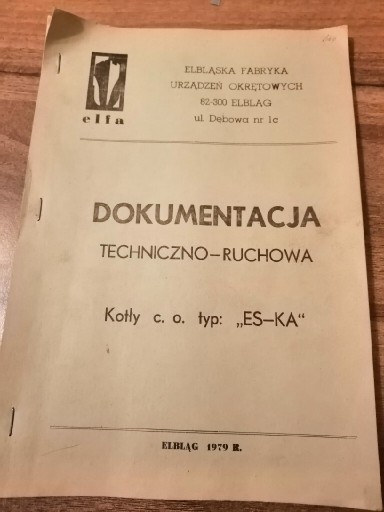 ELBLĄSKA FABRYKA
URZĄDZEŃ OKRĘTOWYCH
82-300 ELBLĄG
ul. Dębowa nr 1c
elfa
DOKUMENTACJA
TECHNICZNO-RUCHOWA
Kotły c. o. typ: „ES-KA"
ELBLĄG 1979 R.